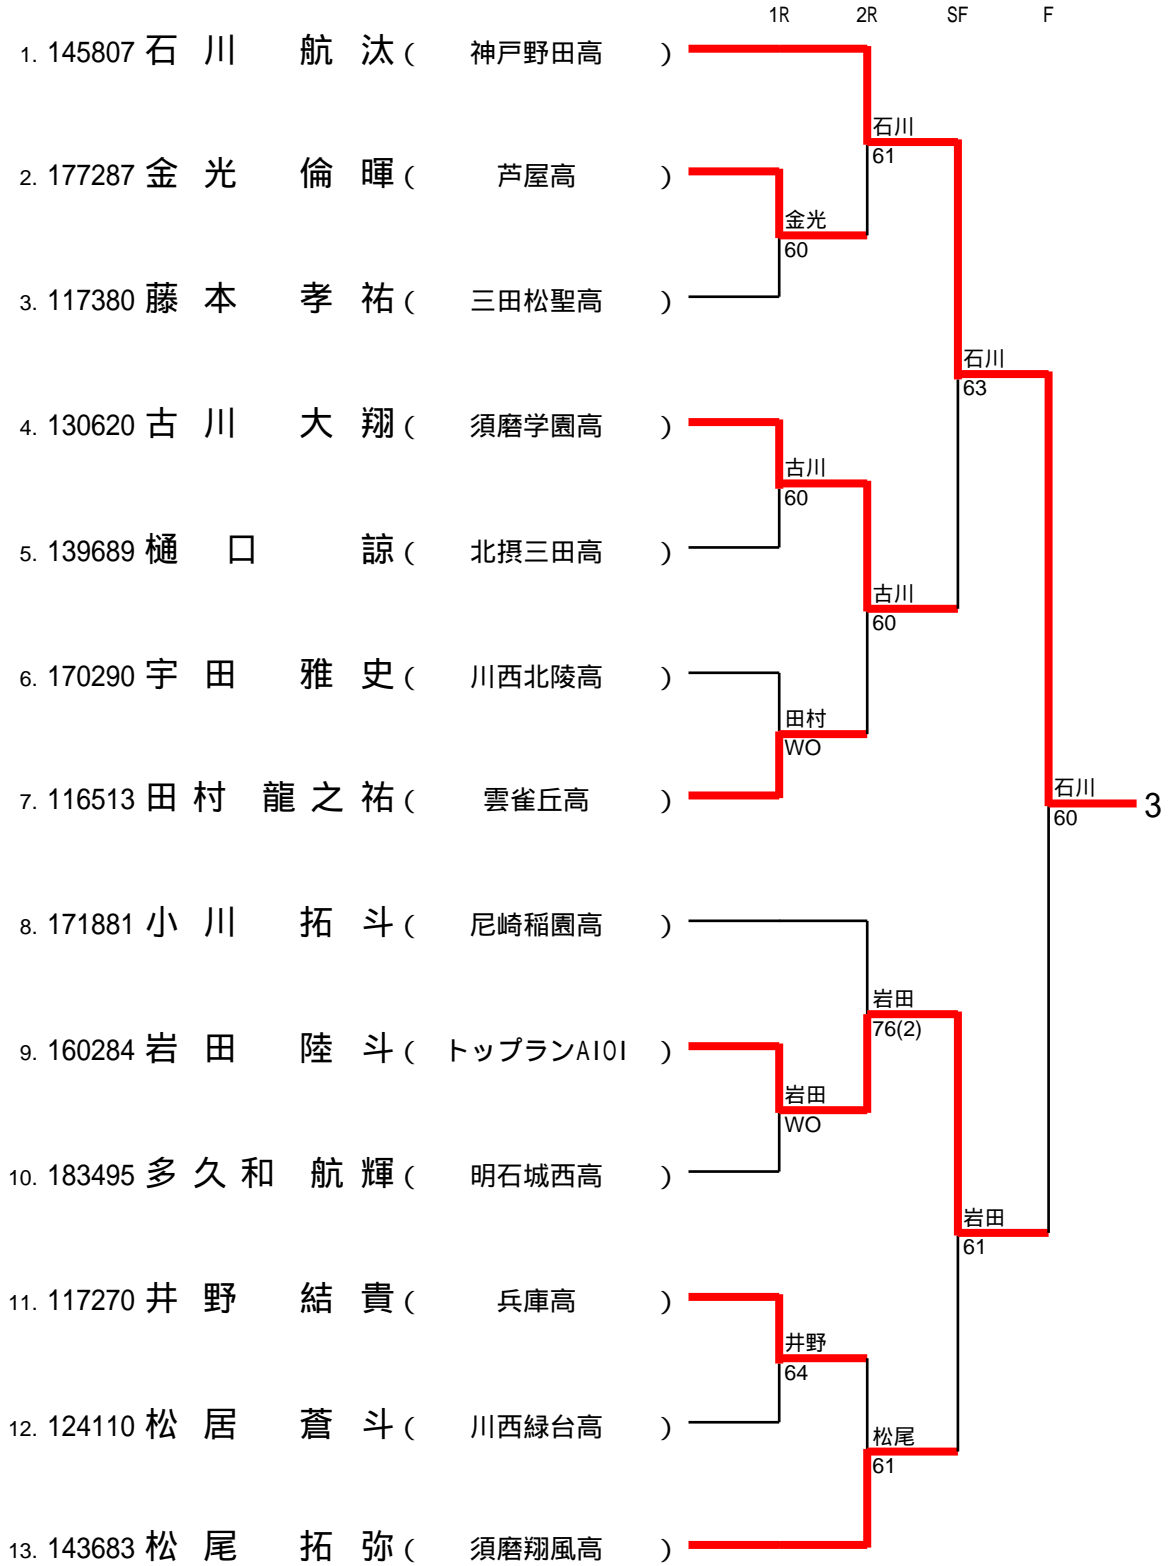 1R 2R SF F
1. 145807 石川 航汰 ( 神戸野田高 )
石川
61
2. 177287 金光 倫暉 ( 芦屋高 )
金光
60
3. 117380 藤本 孝祐 ( 三田松聖高 )
石川
63
4. 130620 古川 大翔 ( 須磨学園高 )
古川
60
5. 139689 樋口 諒 ( 北摂三田高 )
古川
60
6. 170290 宇田 雅史 ( 川西北陵高 )
田村
WO
7. 116513 田村 龍之祐 ( 雲雀丘高 )
石川
60
3
8. 171881 小川 拓斗 ( 尼崎稲園高 )
岩田
76(2)
9. 160284 岩田 陸斗 ( トップランAIOI )
岩田
WO
10. 183495 多久和 航輝 ( 明石城西高 )
岩田
61
11. 117270 井野 結貴 ( 兵庫高 )
井野
64
12. 124110 松居 蒼斗 ( 川西緑台高 )
松尾
61
13. 143683 松尾 拓弥 ( 須磨翔風高 )